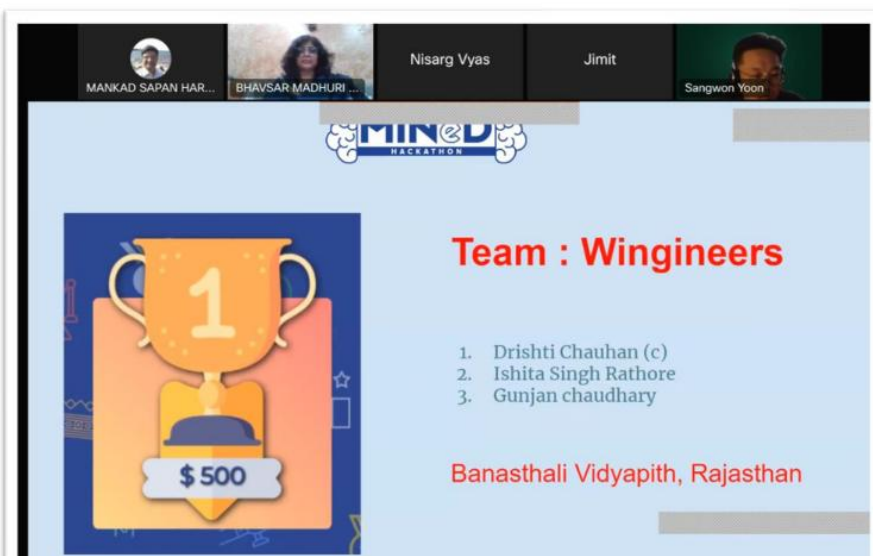 MANKAD SAPAN HAR...
BHAVSAR MADHURI ...
Nisarg Vyas
Jimit
Sangwon Yoon
MINeD
HACKATHON
1
$ 500
Team : Wingineers
1. Drishti Chauhan (c)
2. Ishita Singh Rathore
3. Gunjan chaudhary
Banasthali Vidyapith, Rajasthan